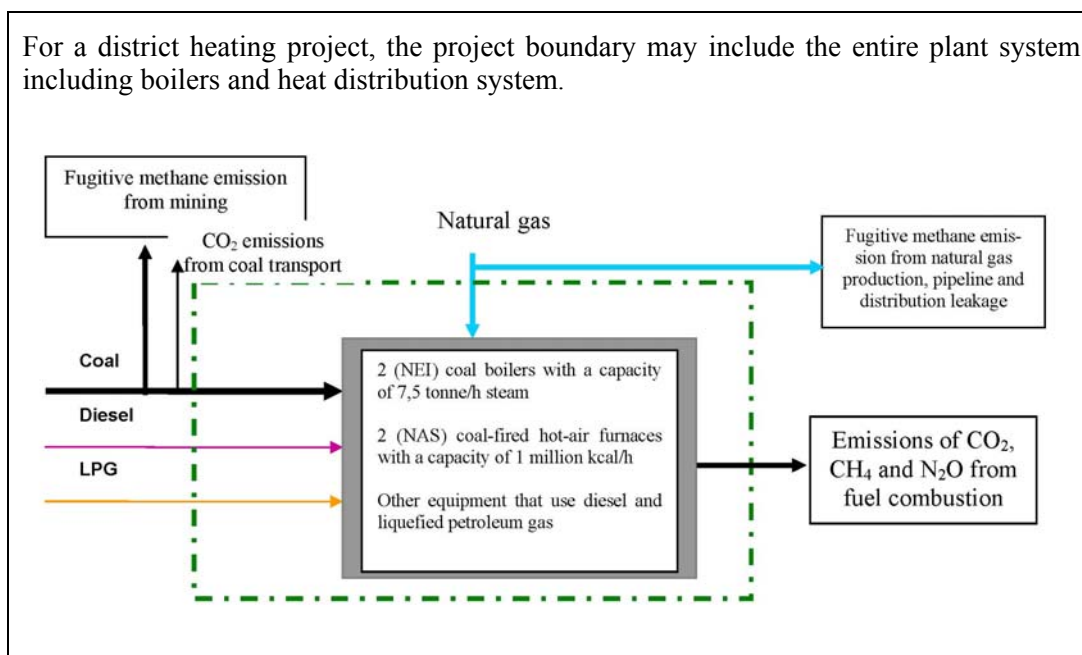 For a district heating project, the project boundary may include the entire plant system
including boilers and heat distribution system.
Fugitive methane emission
from mining
CO₂ emissions
from coal transport
Natural gas
Fugitive methane emis-
sion from natural gas
production, pipeline and
distribution leakage
Coal
Diesel
LPG
2 (NEI) coal boilers with a capacity
of 7,5 tonne/h steam
2 (NAS) coal-fired hot-air furnaces
with a capacity of 1 million kcal/h
Other equipment that use diesel and
liquefied petroleum gas
Emissions of CO₂,
CH₄ and N₂O from
fuel combustion